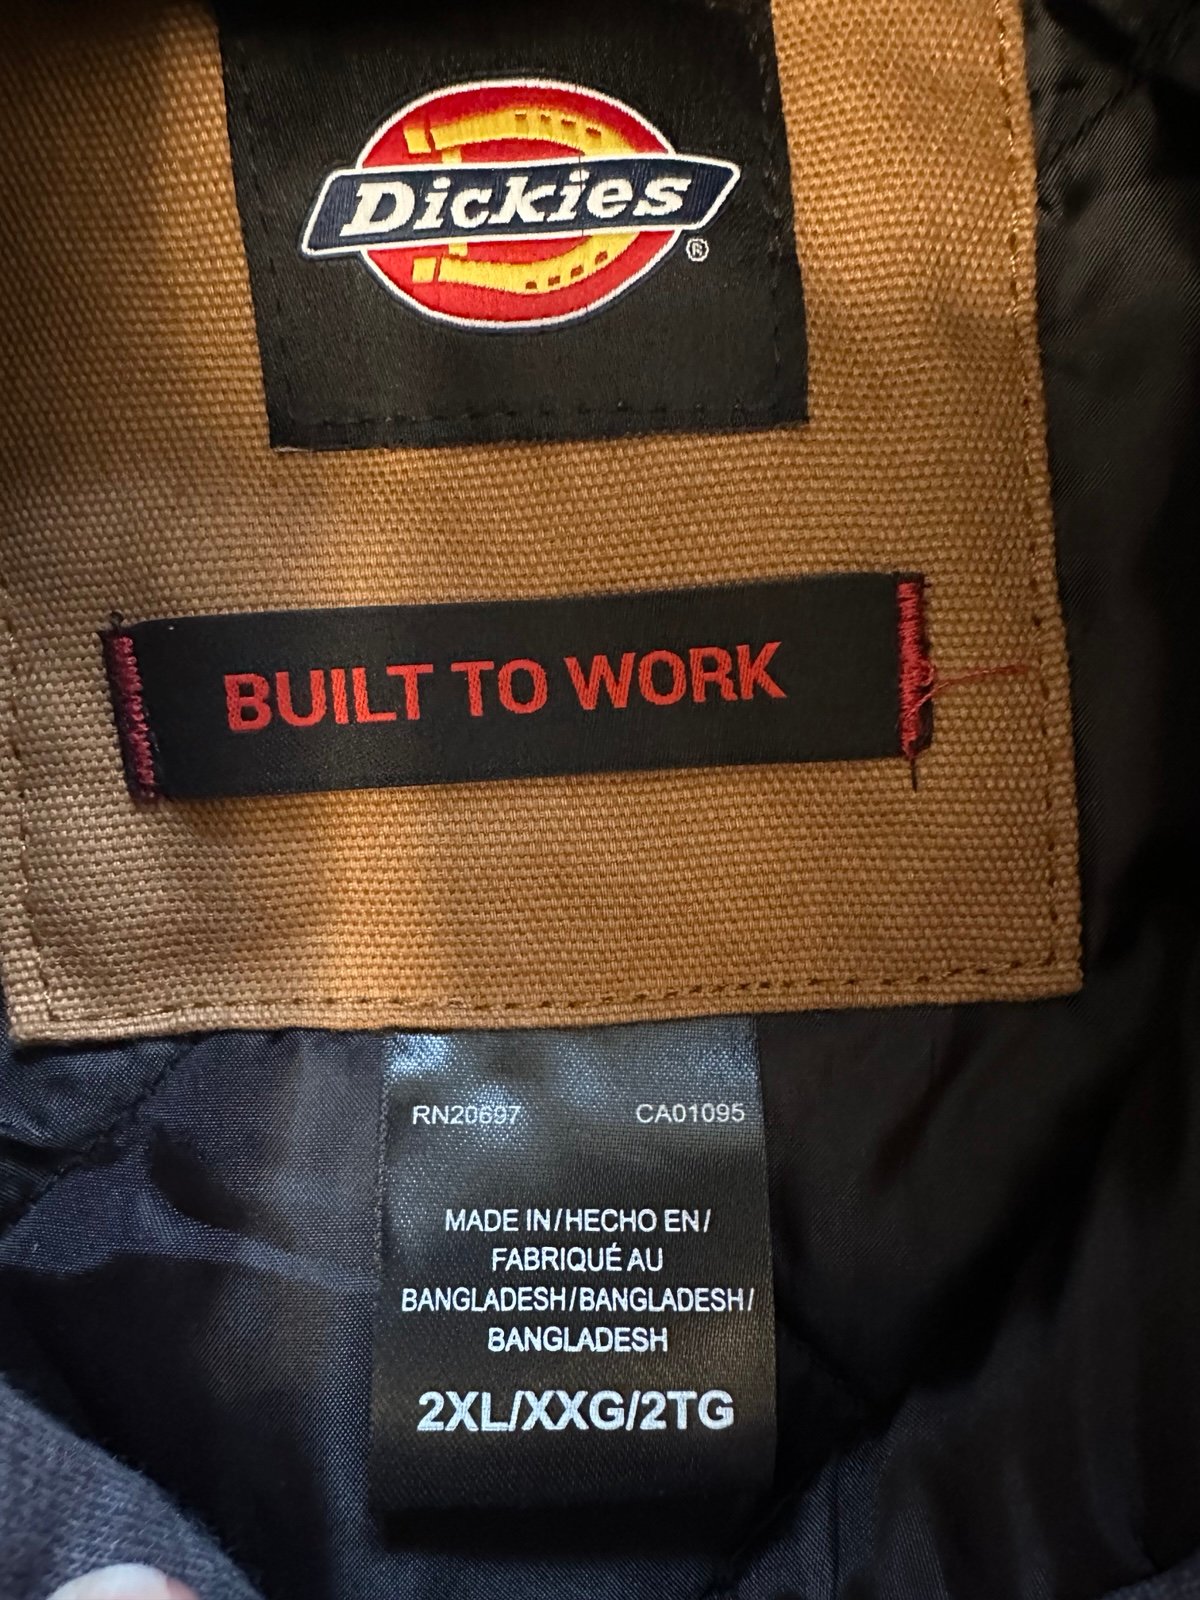 Dickies
®
BUILT TO WORK
RN20697 CA01095
MADE IN/HECHO EN/
FABRIQUÉ AU
BANGLADESH/BANGLADESH/
BANGLADESH
2XL/XXG/2TG